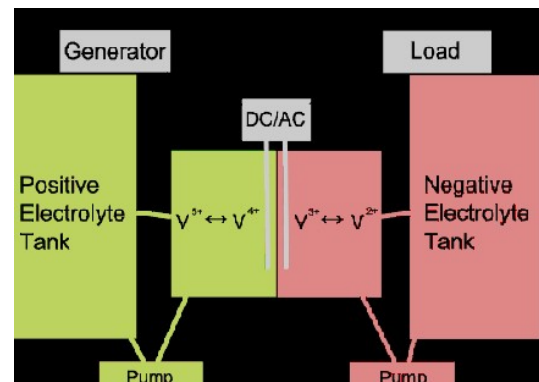 Generator
Load
DC/AC
Positive
Electrolyte
Tank
V⁵⁺ ↔ V⁴⁺
V³⁺ ↔ V²⁺
Negative
Electrolyte
Tank
Pump
Pump